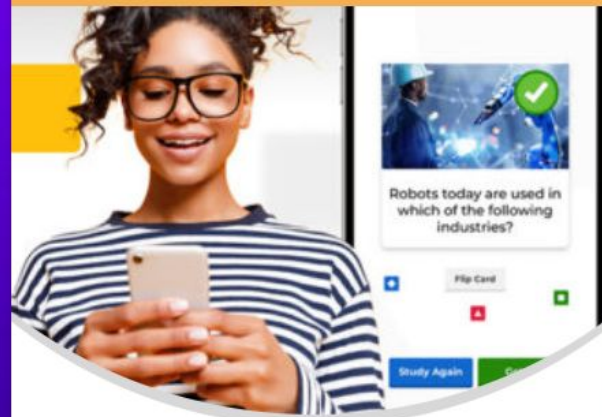 Robots today are used in
which of the following
industries?
Flip Card
Study Again